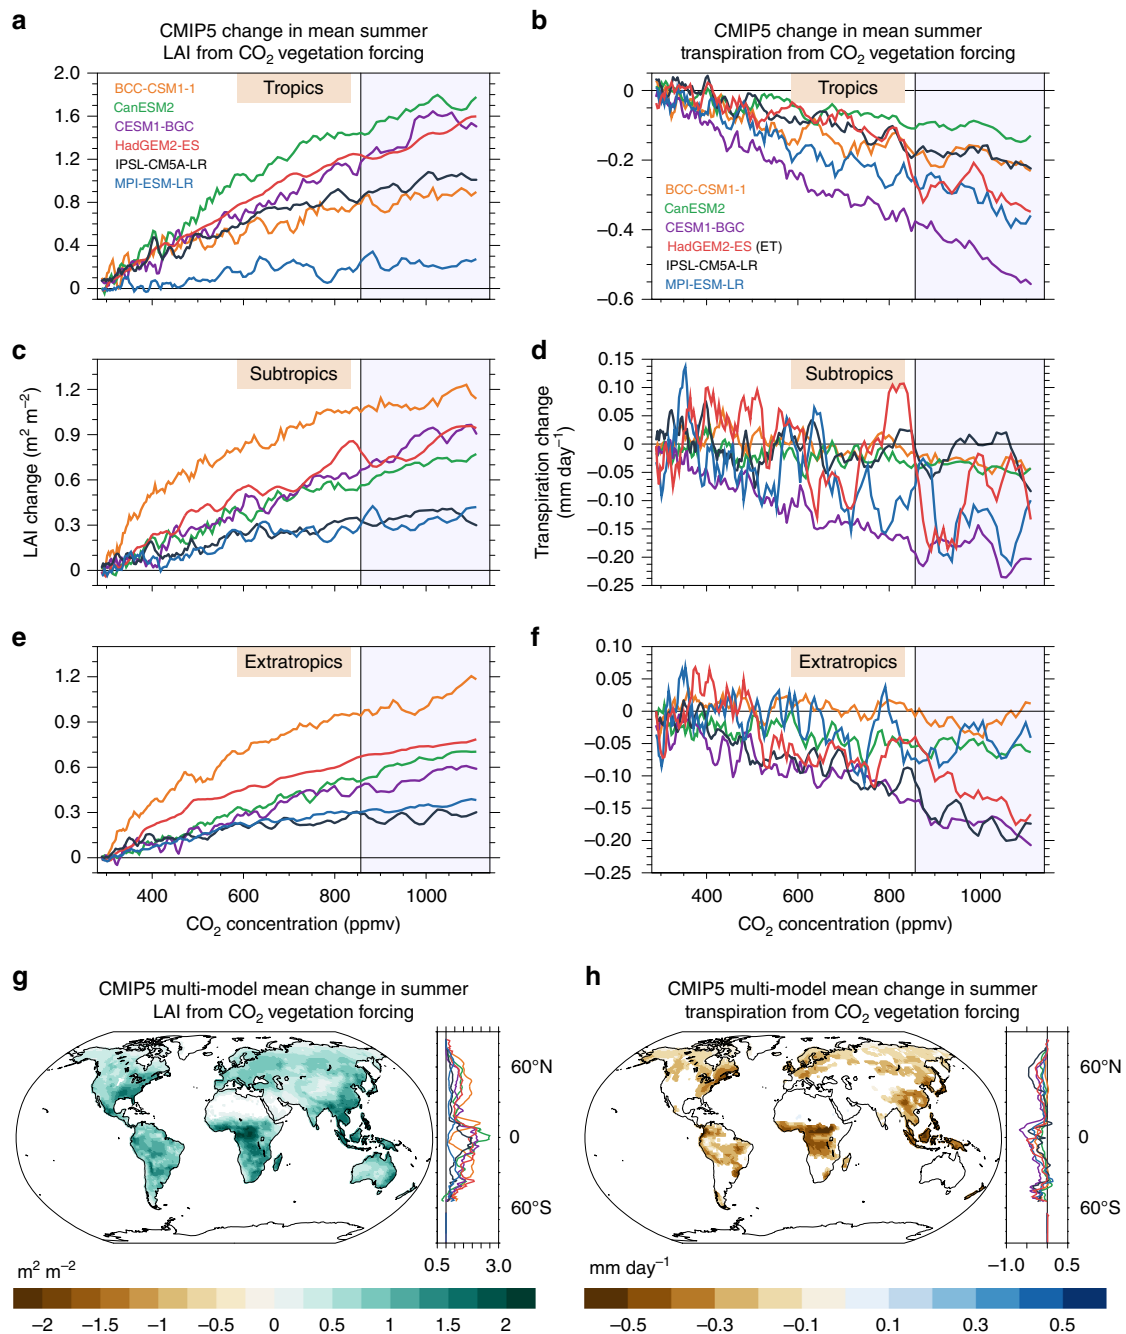 a
CMIP5 change in mean summer
LAI from CO2 vegetation forcing
2.0
1.6
1.2
0.8
0.4
0
Tropics
BCC-CSM1-1
CanESM2
CESM1-BGC
HadGEM2-ES
IPSL-CM5A-LR
MPI-ESM-LR
b
CMIP5 change in mean summer
transpiration from CO2 vegetation forcing
0
−0.2
−0.4
−0.6
Tropics
BCC-CSM1-1
CanESM2
CESM1-BGC
HadGEM2-ES (ET)
IPSL-CM5A-LR
MPI-ESM-LR
c
Subtropics
LAI change (m2 m−2)
1.2
0.9
0.6
0.3
0
d
Subtropics
Transpiration change
(mm day−1)
0.15
0.10
0.05
0
−0.05
−0.10
−0.15
−0.20
−0.25
e
Extratropics
1.2
0.9
0.6
0.3
0
400 600 800 1000
CO2 concentration (ppmv)
f
Extratropics
0.10
0.05
0
−0.05
−0.10
−0.15
−0.20
−0.25
400 600 800 1000
CO2 concentration (ppmv)
g
CMIP5 multi-model mean change in summer
LAI from CO2 vegetation forcing
60°N
0
60°S
0.5 3.0
m2 m−2
−2 −1.5 −1 −0.5 0 0.5 1 1.5 2
h
CMIP5 multi-model mean change in summer
transpiration from CO2 vegetation forcing
60°N
0
60°S
−1.0 0.5
mm day−1
−0.5 −0.3 −0.1 0.1 0.3 0.5